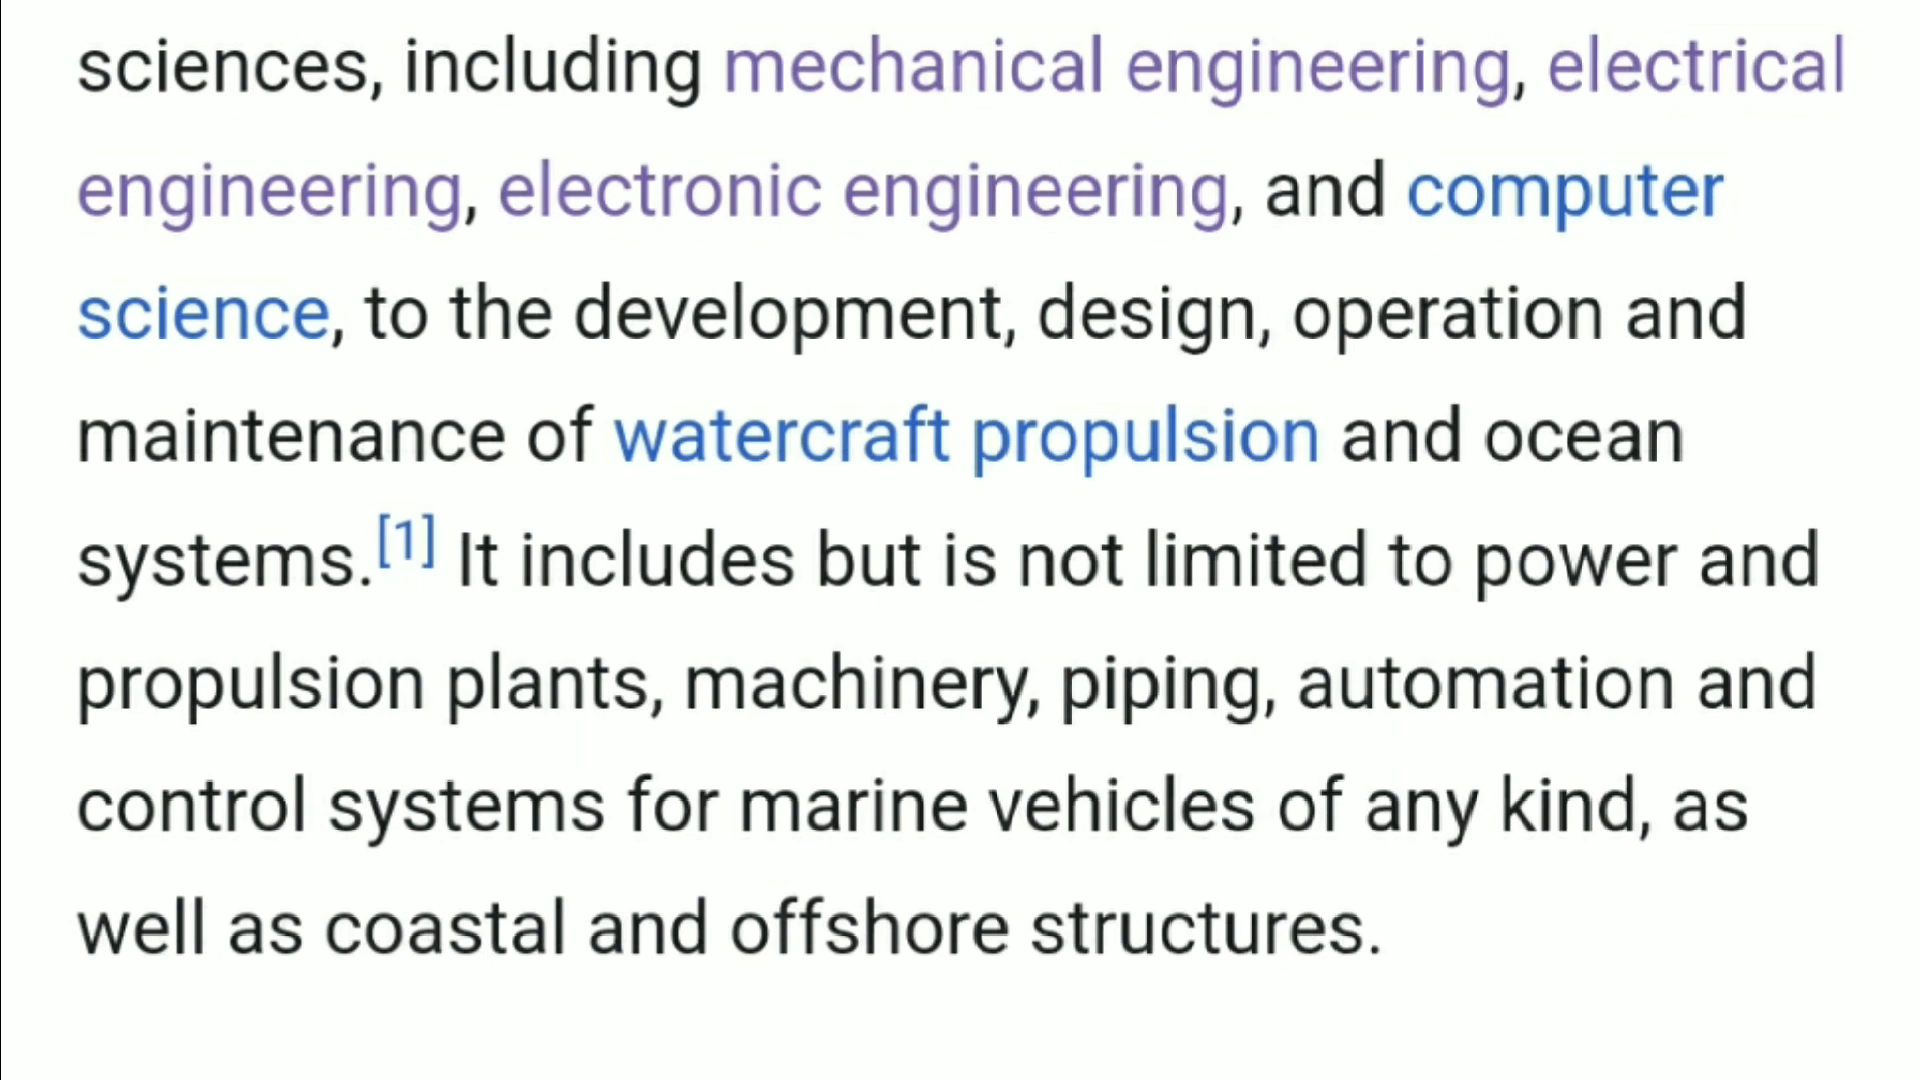 sciences, including mechanical engineering, electrical
engineering, electronic engineering, and computer
science, to the development, design, operation and
maintenance of watercraft propulsion and ocean
systems.[1] It includes but is not limited to power and
propulsion plants, machinery, piping, automation and
control systems for marine vehicles of any kind, as
well as coastal and offshore structures.